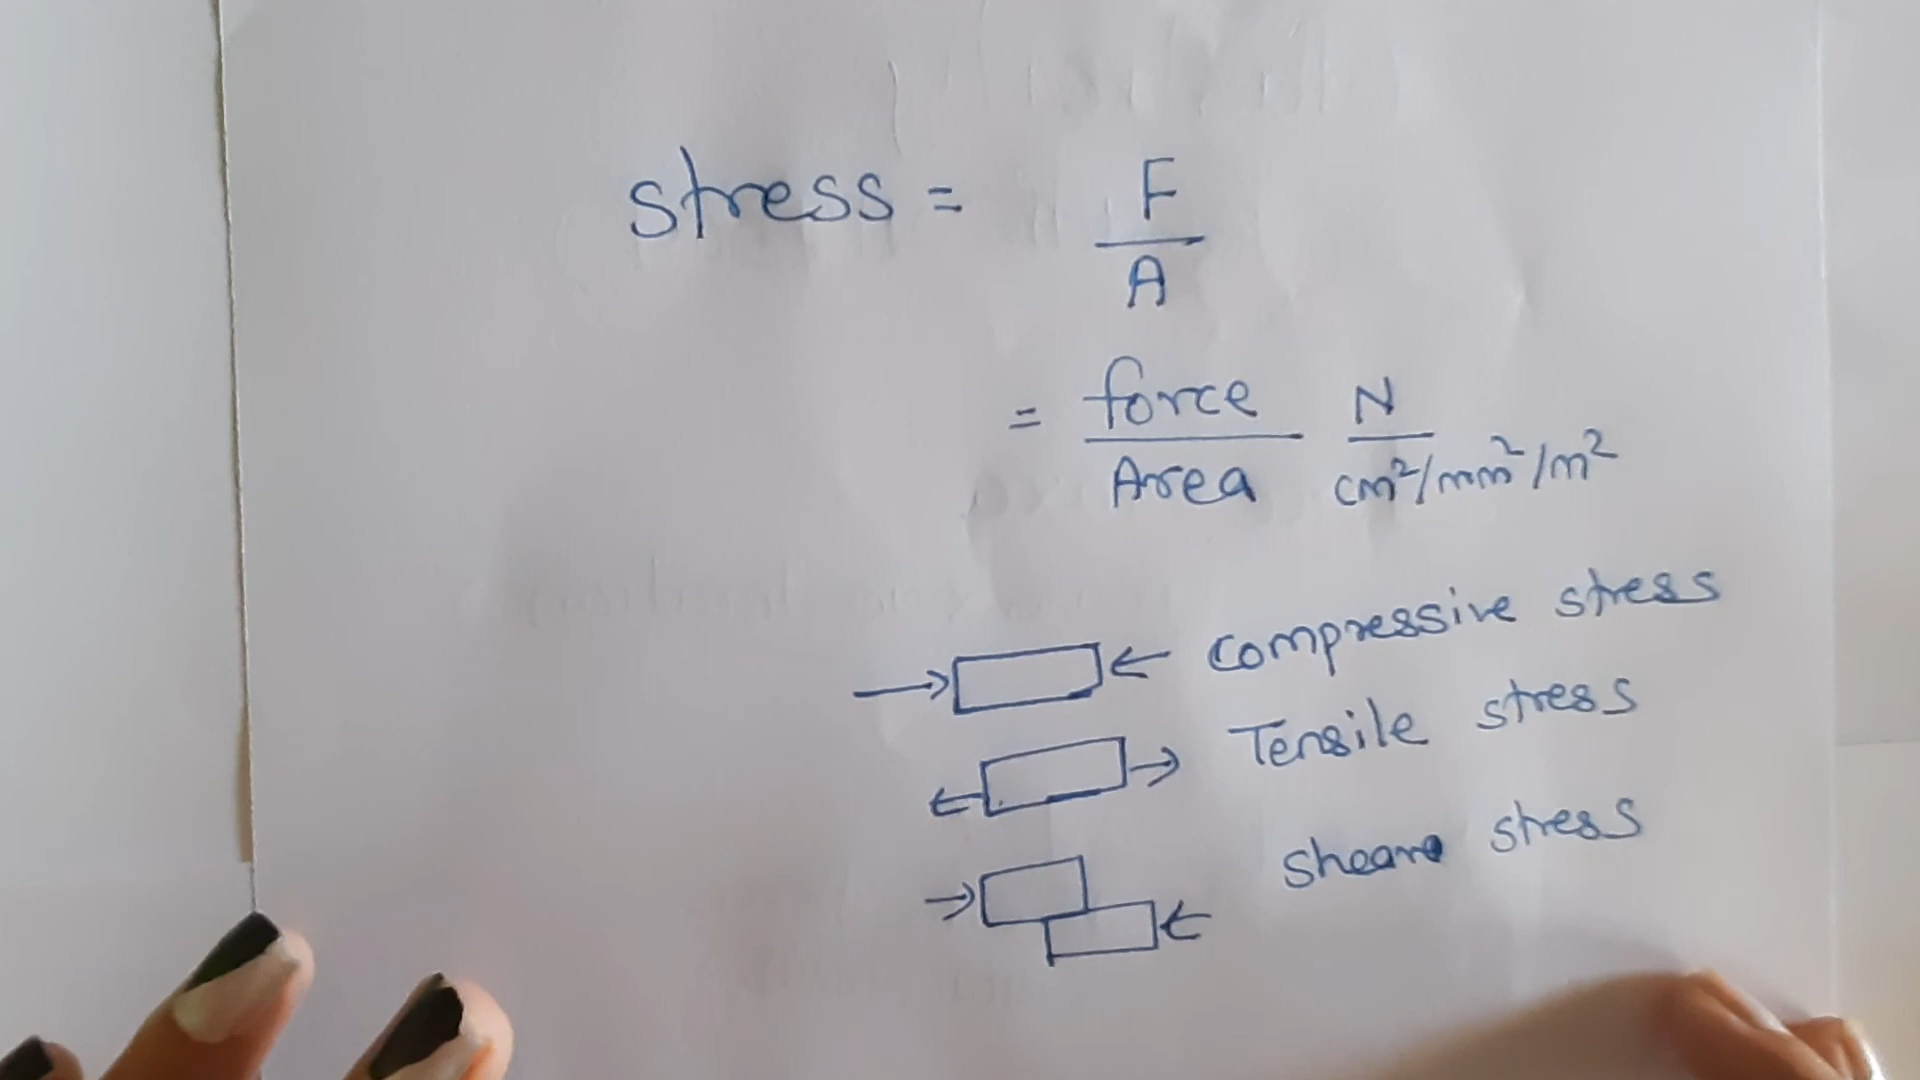 stress = F
A
= force N
Area cm²/mm²/m²
compressive stress
Tensile stress
Shear stress